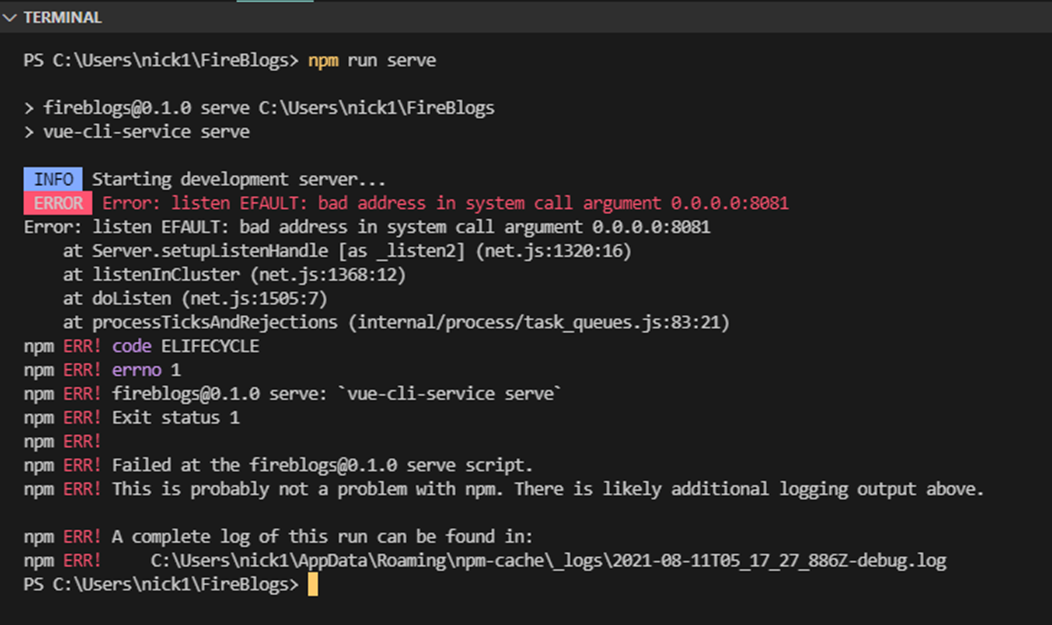 TERMINAL
PS C:\Users\nick1\FireBlogs> npm run serve
> fireblogs@0.1.0 serve C:\Users\nick1\FireBlogs
> vue-cli-service serve
INFO Starting development server...
ERROR Error: listen EFAULT: bad address in system call argument 0.0.0.0:8081
Error: listen EFAULT: bad address in system call argument 0.0.0.0:8081
at Server.setupListenHandle [as _listen2] (net.js:1320:16)
at listenInCluster (net.js:1368:12)
at doListen (net.js:1505:7)
at processTicksAndRejections (internal/process/task_queues.js:83:21)
npm ERR! code ELIFECYCLE
npm ERR! errno 1
npm ERR! fireblogs@0.1.0 serve: `vue-cli-service serve`
npm ERR! Exit status 1
npm ERR!
npm ERR! Failed at the fireblogs@0.1.0 serve script.
npm ERR! This is probably not a problem with npm. There is likely additional logging output above.
npm ERR! A complete log of this run can be found in:
npm ERR! C:\Users\nick1\AppData\Roaming\npm-cache\_logs\2021-08-11T05_17_27_886Z-debug.log
PS C:\Users\nick1\FireBlogs>